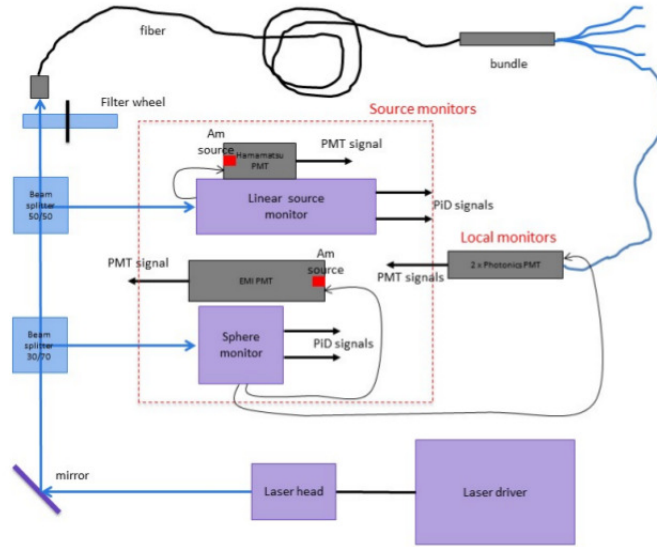 fiber
bundle
Filter wheel
Source monitors
Am
source
Hamamatsu
PMT
PMT signal
Beam
splitter
50/50
Linear source
monitor
PiD signals
Local monitors
PMT signal
EMI PMT
Am
source
PMT signals
2 x Photonics PMT
Beam
splitter
30/70
Sphere
monitor
PiD signals
mirror
Laser head
Laser driver